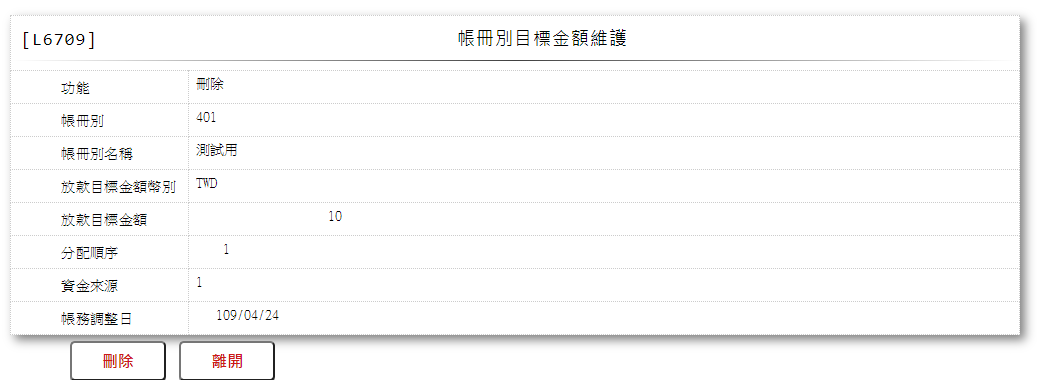 [L6709] 帳冊別目標金額維護
功能 刪除
帳冊別 401
帳冊別名稱 測試用
放款目標金額幣別 TWD
放款目標金額 10
分配順序 1
資金來源 1
帳務調整日 109/04/24
刪除 離開